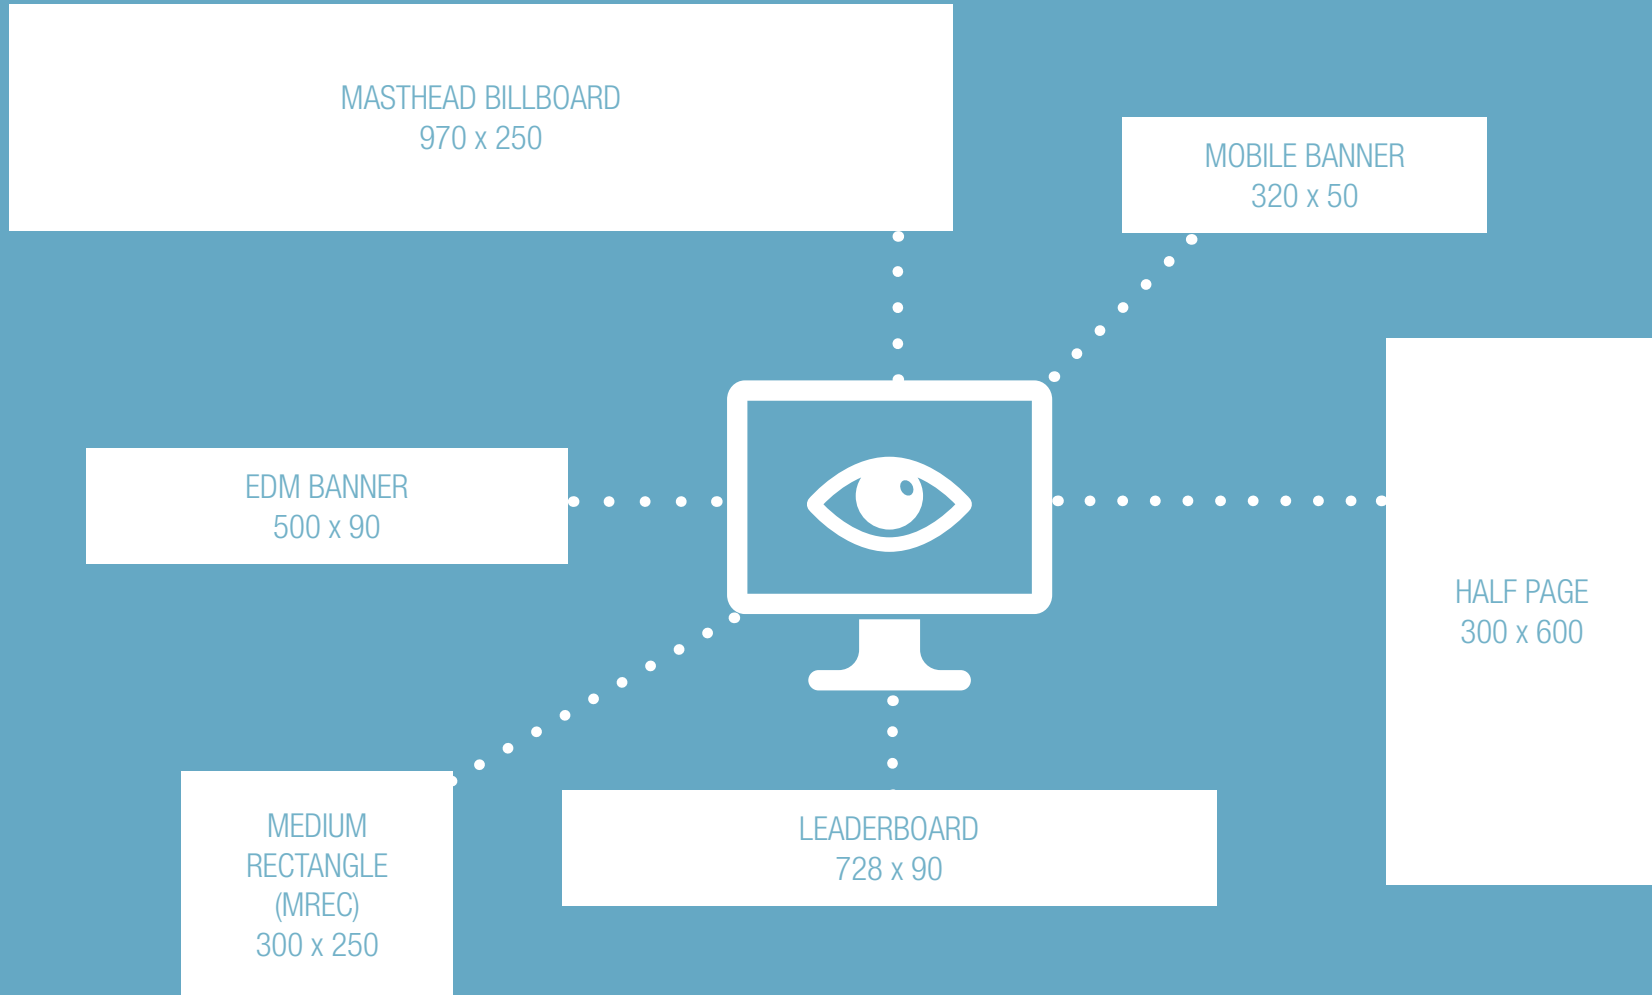 MASTHEAD BILLBOARD
970 x 250
MOBILE BANNER
320 x 50
EDM BANNER
500 x 90
HALF PAGE
300 x 600
MEDIUM
RECTANGLE
(MREC)
300 x 250
LEADERBOARD
728 x 90